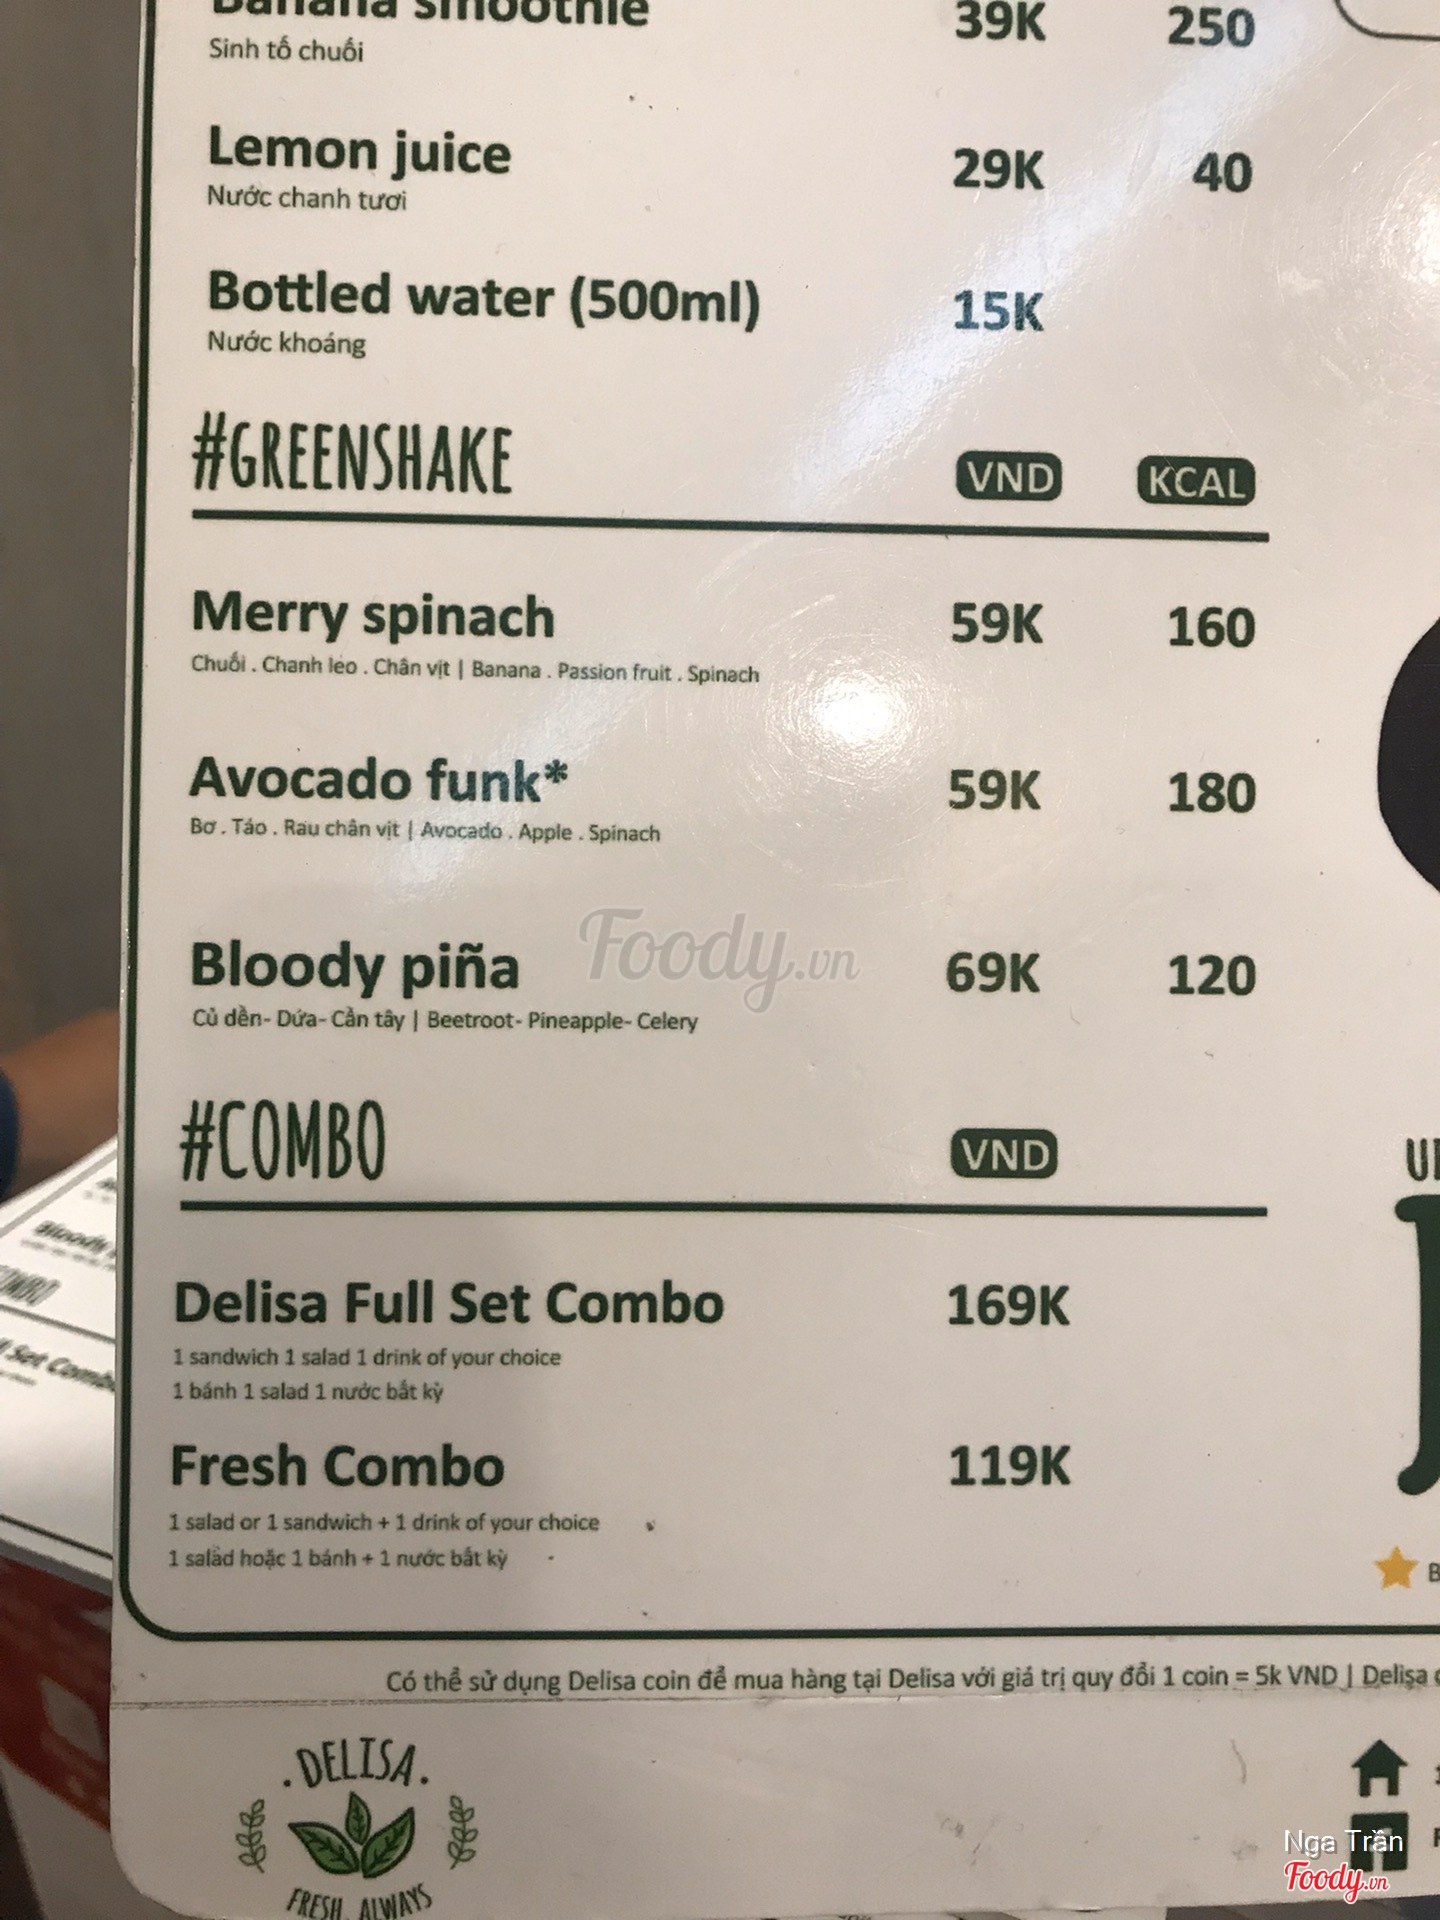 Banana smoothie 39K 250
Sinh tố chuối
Lemon juice 29K 40
Nước chanh tươi
Bottled water (500ml) 15K
Nước khoáng
#GREENSHAKE VND KCAL
Merry spinach 59K 160
Chuối . Chanh leo . Chân vịt | Banana . Passion fruit . Spinach
Avocado funk* 59K 180
Bơ . Táo . Rau chân vịt | Avocado . Apple . Spinach
Foody.vn
Bloody piña 69K 120
Củ dền- Dứa- Cần tây | Beetroot- Pineapple- Celery
#COMBO VND
Delisa Full Set Combo 169K
1 sandwich 1 salad 1 drink of your choice
1 bánh 1 salad 1 nước bất kỳ
Fresh Combo 119K
1 salad or 1 sandwich + 1 drink of your choice
1 salad hoặc 1 bánh + 1 nước bất kỳ
Có thể sử dụng Delisa coin để mua hàng tại Delisa với giá trị quy đổi 1 coin = 5k VND | Delisa
. DELISA .
FRESH ALWAYS
Bloody
COMBO
Set Combo
Nga Trần
Foody.vn